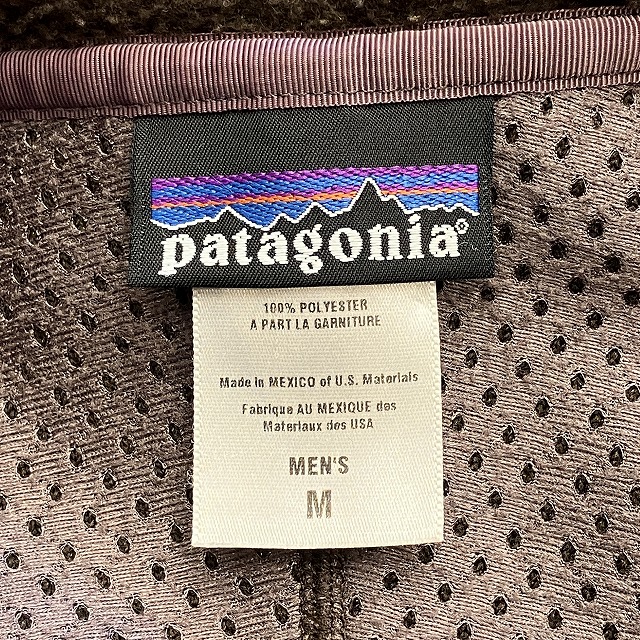 patagonia®
100% POLYESTER
A PART LA GARNITURE
Made in MEXICO of U.S. Materials
Fabrique AU MEXIQUE des
Materiaux des USA
MEN'S
M